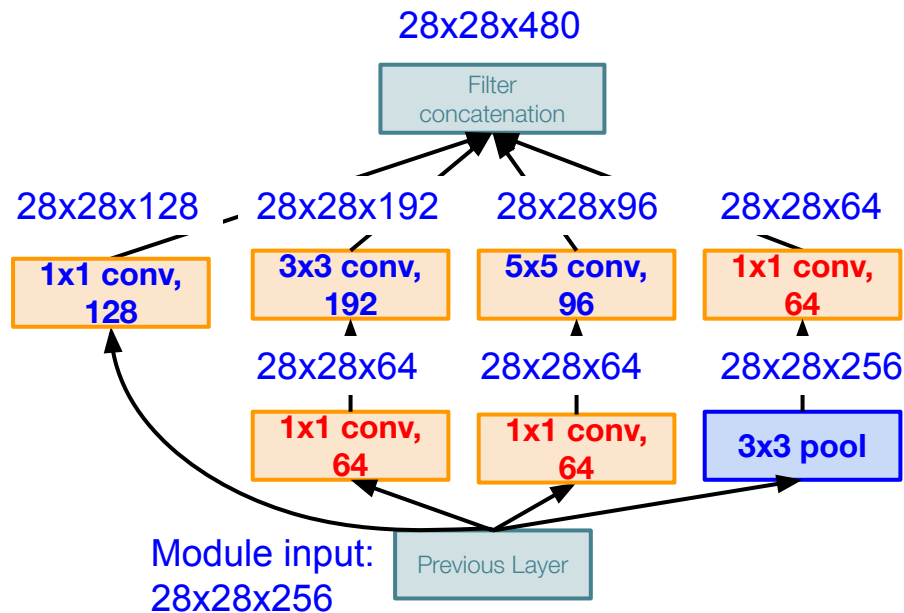 28x28x480
Filter
concatenation
28x28x128
28x28x192
28x28x96
28x28x64
1x1 conv,
128
3x3 conv,
192
5x5 conv,
96
1x1 conv,
64
28x28x64
28x28x64
28x28x256
1x1 conv,
64
1x1 conv,
64
3x3 pool
Module input:
28x28x256
Previous Layer